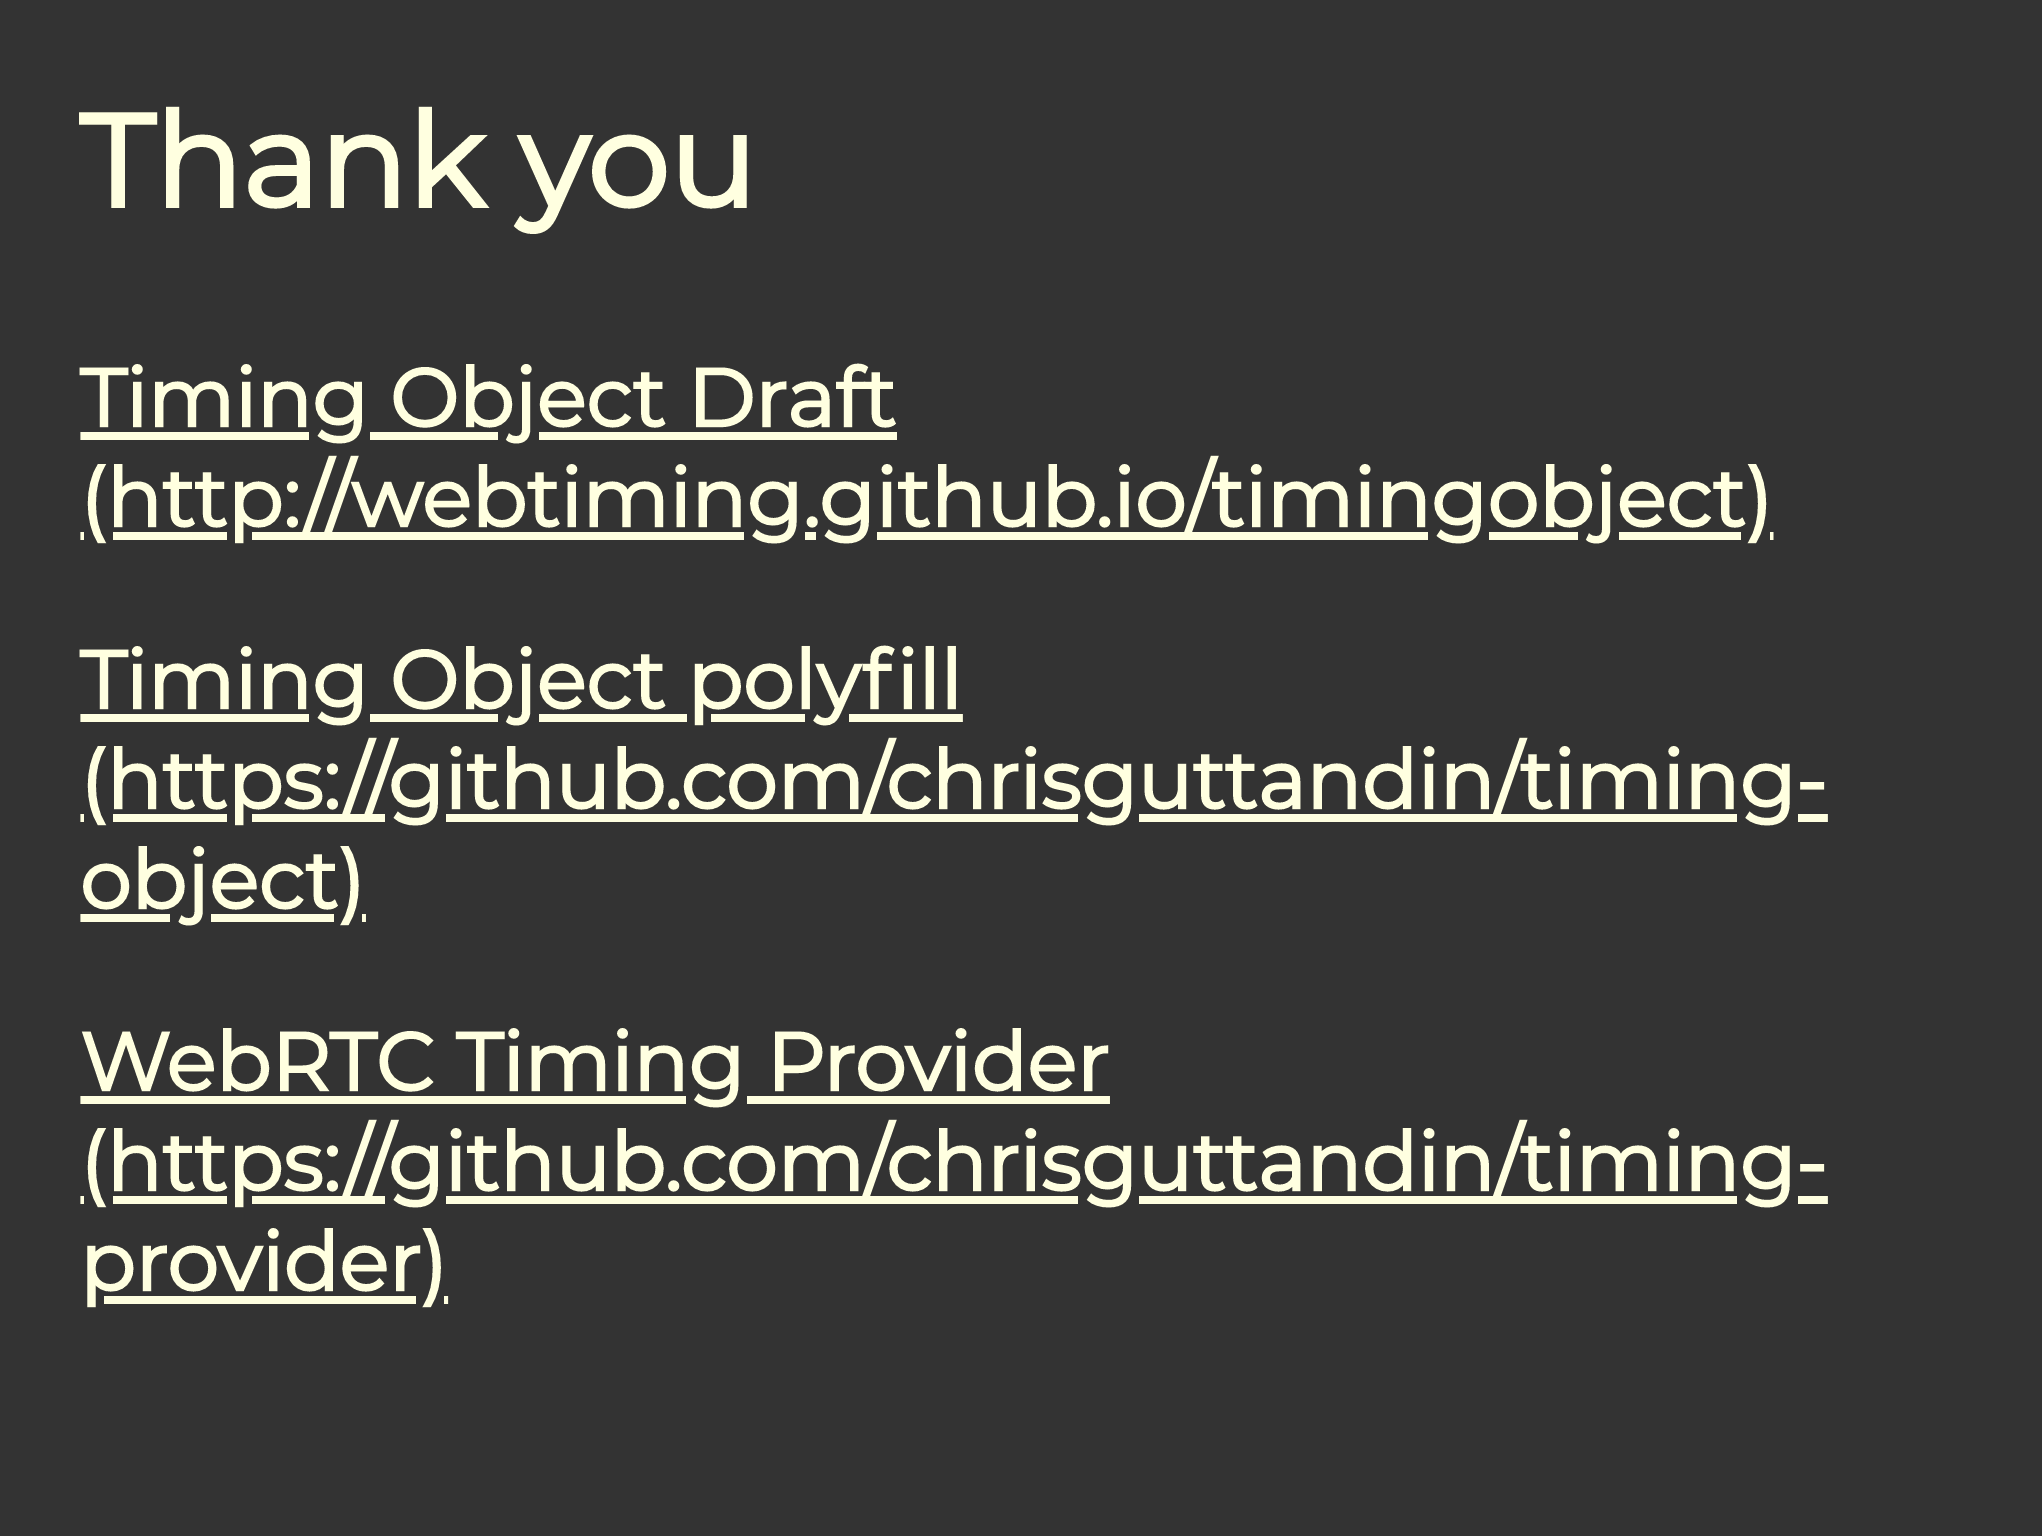 Thank you
Timing Object Draft
(http://webtiming.github.io/timingobject)
Timing Object polyfill
(https://github.com/chrisguttandin/timing-
object)
WebRTC Timing Provider
(https://github.com/chrisguttandin/timing-
provider)